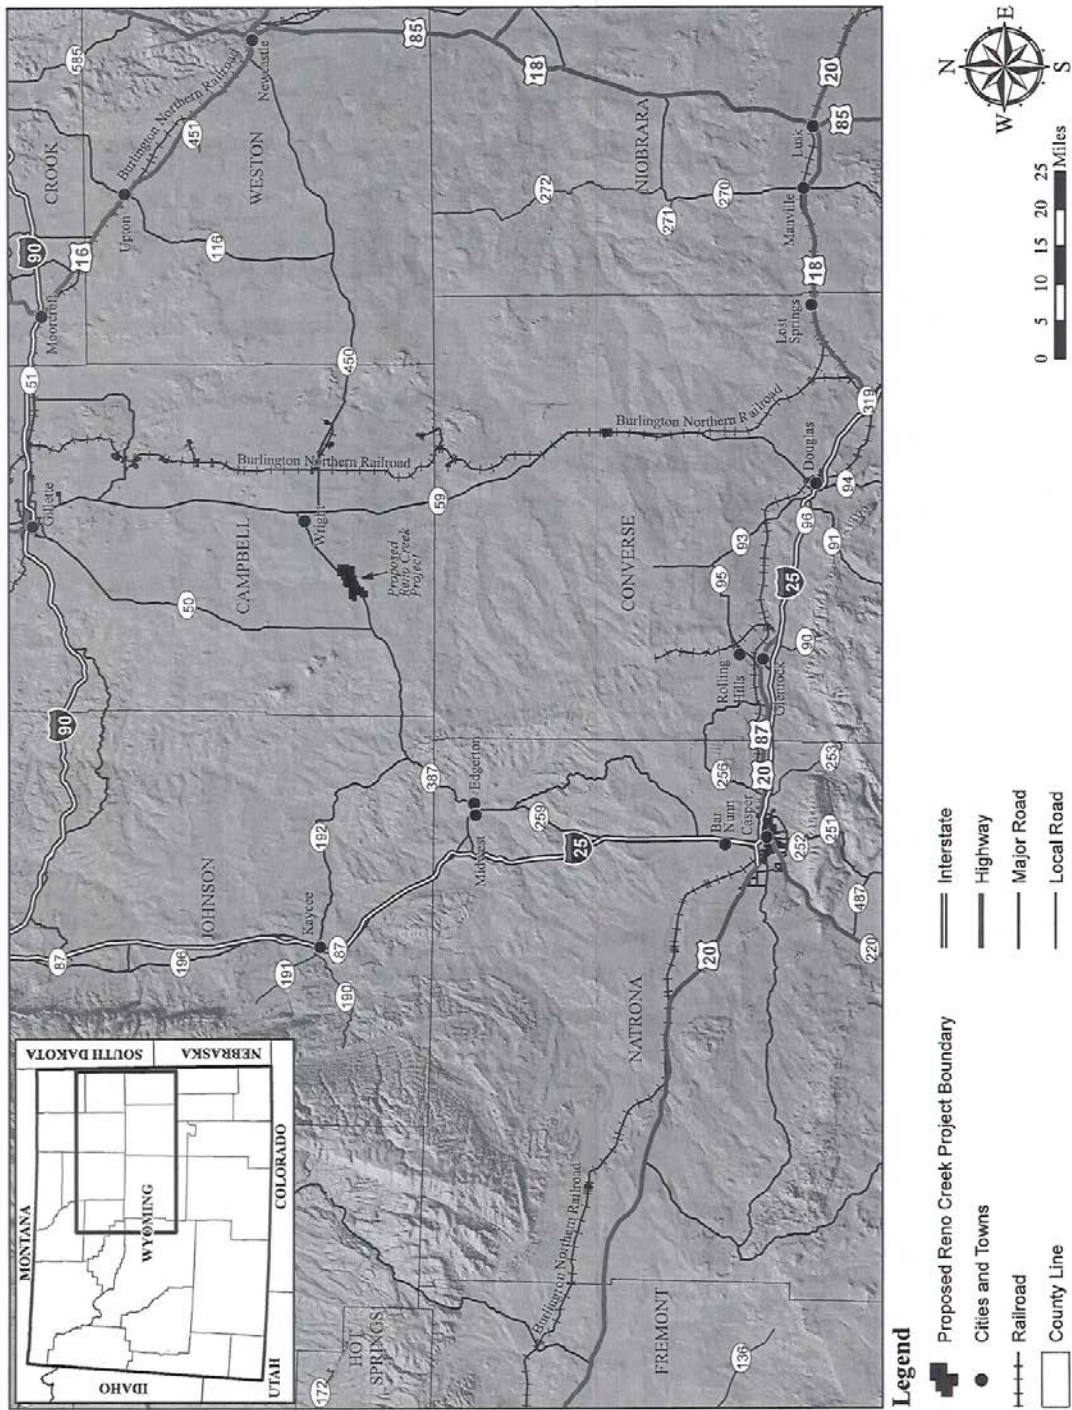 MONTANA
SOUTH DAKOTA
NEBRASKA
IDAHO
WYOMING
UTAH
COLORADO
172
HOT
SPRINGS
FREMONT
136
Burlington Northern Railroad
20
NATRONA
JOHNSON
87
196
191
190
Kaycee
87
192
90
387
Edgerton
Midwest
259
25
Bar
Nunn
Casper
256
20
87
253
252
251
487
220
50
CAMPBELL
Gillette
51
Wright
Proposed
Reno Creek
Project
Burlington Northern Railroad
59
450
CONVERSE
95
93
Rolling
Hills
Glenrock
90
25
96
91
94
Douglas
319
Burlington Northern Railroad
Moorcroft
90
16
CROOK
585
Upton
116
Burlington Northern Railroad
451
WESTON
Newcastle
85
18
NIOBRARA
272
271
270
Lost
Springs
18
Manville
Lusk
20
85
Legend
Proposed Reno Creek Project Boundary
Cities and Towns
Railroad
County Line
Interstate
Highway
Major Road
Local Road
0 5 10 15 20 25
Miles
N
E
S
W